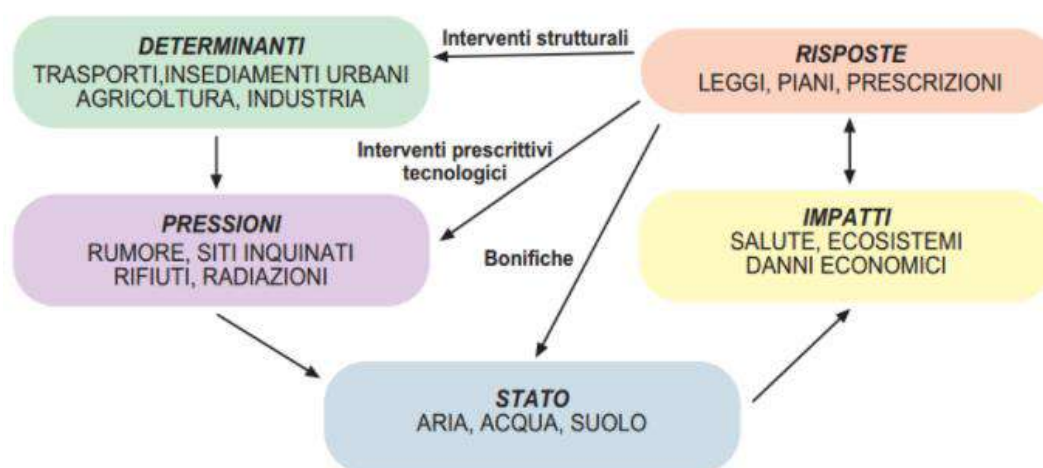 DETERMINANTI
TRASPORTI,INSEDIAMENTI URBANI
AGRICOLTURA, INDUSTRIA
Interventi strutturali
RISPOSTE
LEGGI, PIANI, PRESCRIZIONI
Interventi prescrittivi
tecnologici
PRESSIONI
RUMORE, SITI INQUINATI
RIFIUTI, RADIAZIONI
Bonifiche
IMPATTI
SALUTE, ECOSISTEMI
DANNI ECONOMICI
STATO
ARIA, ACQUA, SUOLO